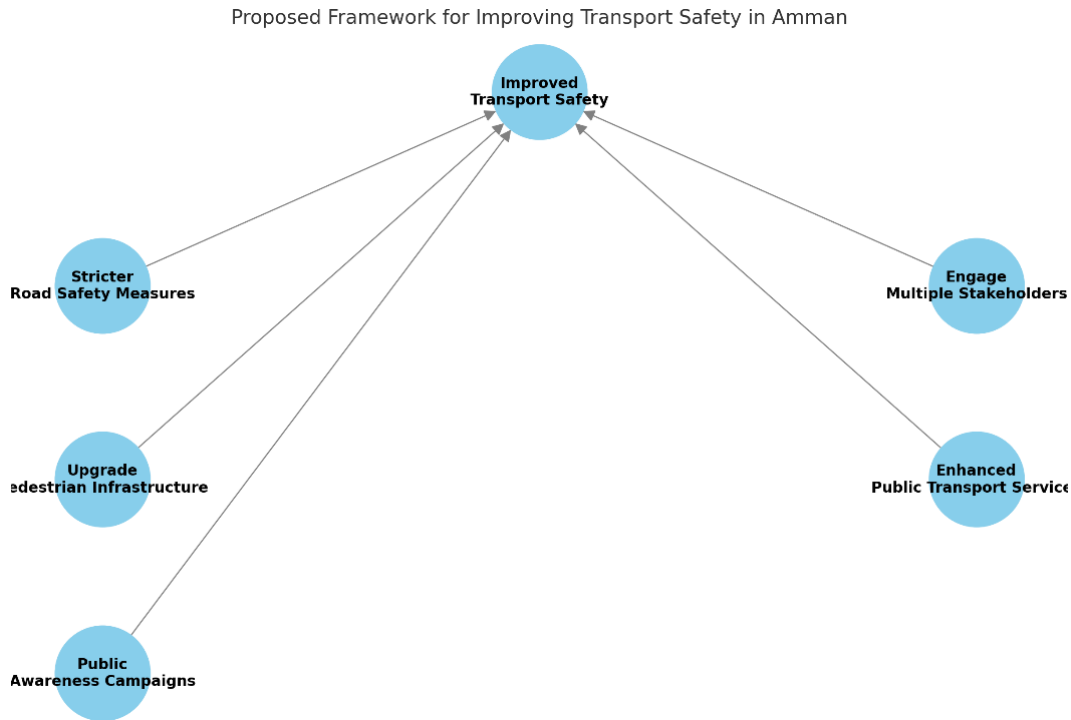 Proposed Framework for Improving Transport Safety in Amman
Improved
Transport Safety
Stricter
Road Safety Measures
Engage
Multiple Stakeholders
Upgrade
edestrian Infrastructure
Enhanced
Public Transport Service
Public
Awareness Campaigns